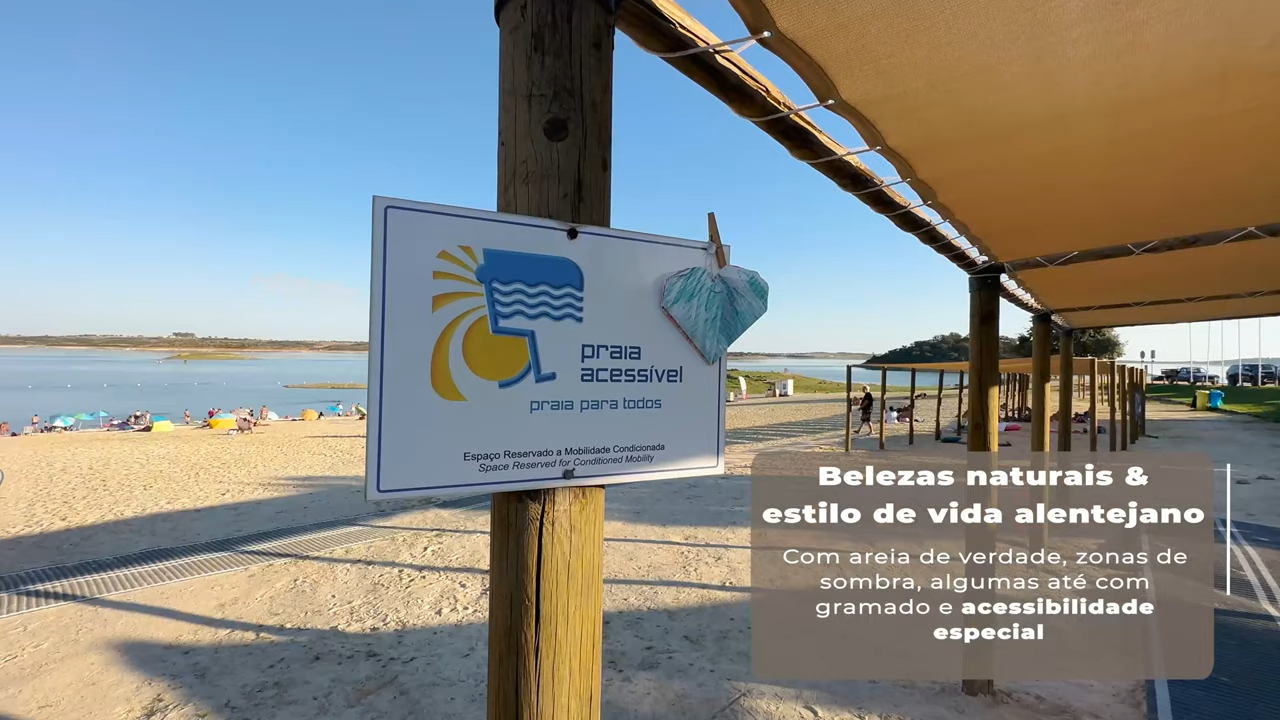 praia
acessível
praia para todos
Espaço Reservado a Mobilidade Condicionada
Space Reserved for Conditioned Mobility
Belezas naturais &
estilo de vida alentejano
Com areia de verdade, zonas de
sombra, algumas até com
gramado e acessibilidade
especial